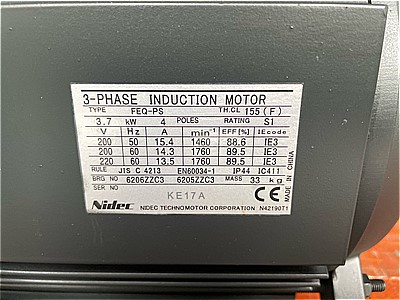 3-PHASE INDUCTION MOTOR
TYPE FEQ-PS TH.CL 155 (F)
3.7 kW 4 POLES RATING S1
V Hz A min-1 EFF [%] IEcode
200 50 15.4 1460 88.6 IE3
200 60 14.3 1760 89.5 IE3
220 60 13.5 1760 89.5 IE3
RULE JIS C 4213 EN60034-1 IP44 IC411
BRG NO 6206ZZC3 6205ZZC3 MASS 33 kg
SER NO KE17A
MADE IN CHINA
CE
Nidec NIDEC TECHNOMOTOR CORPORATION N42190T1